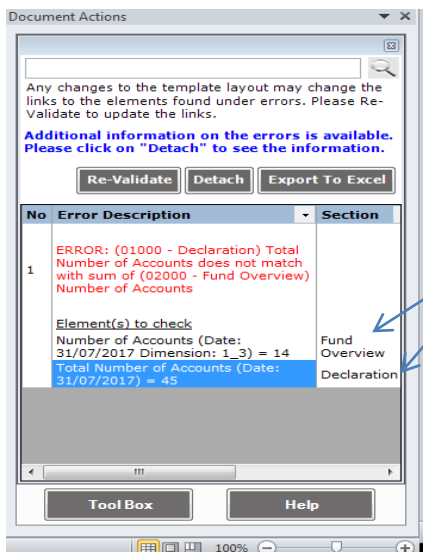 Document Actions
Any changes to the template layout may change the
links to the elements found under errors. Please Re-
Validate to update the links.
Additional information on the errors is available.
Please click on "Detach" to see the information.
Re-Validate Detach Export To Excel
No Error Description Section
ERROR: (01000 - Declaration) Total
Number of Accounts does not match
1 with sum of (02000 - Fund Overview)
Number of Accounts
Element(s) to check
Number of Accounts (Date: Fund
31/07/2017 Dimension: 1_3) = 14 Overview
Total Number of Accounts (Date: Declaration
31/07/2017) = 45
Tool Box Help
100%